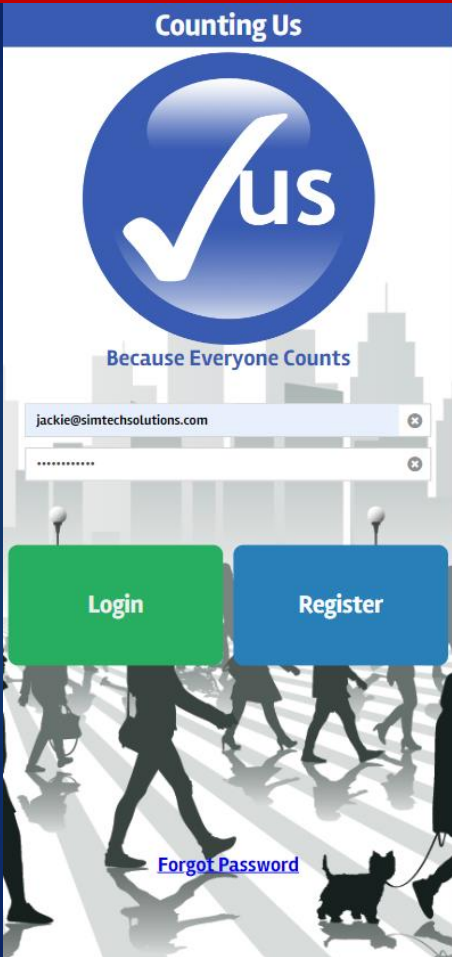 Counting Us
us
Because Everyone Counts
jackie@simtechsolutions.com
••••••••••••
Login
Register
Forgot Password